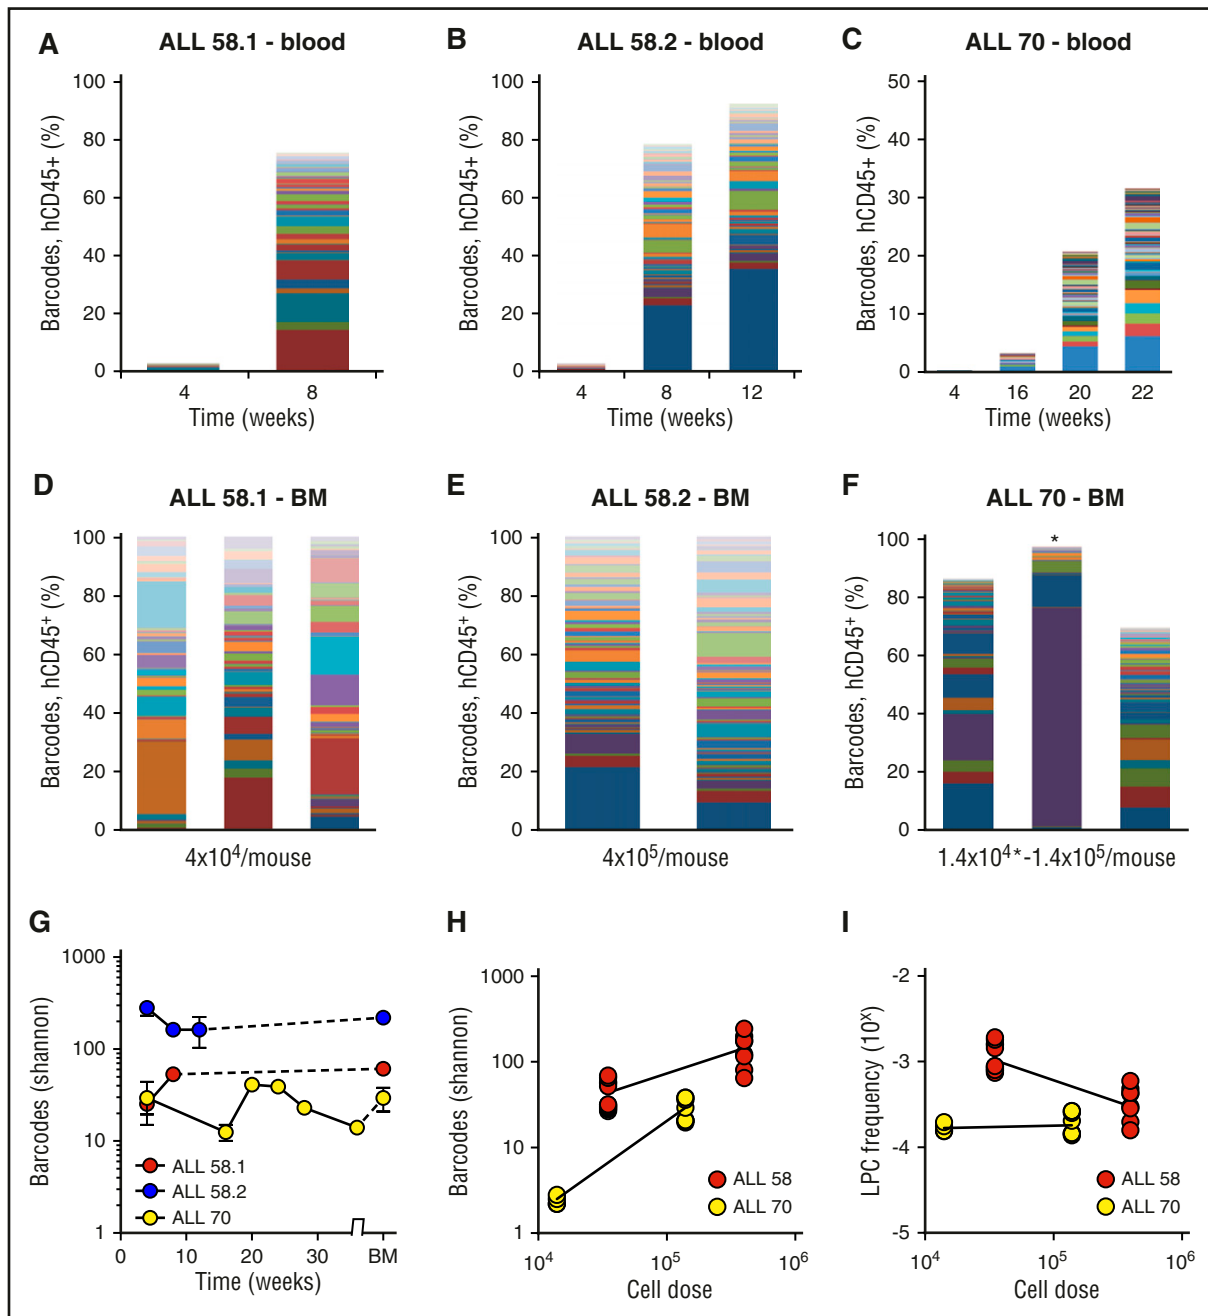 A ALL 58.1 - blood
Barcodes, hCD45+ (%)
100
80
60
40
20
0
4 8
Time (weeks)
B ALL 58.2 - blood
Barcodes, hCD45+ (%)
100
80
60
40
20
0
4 8 12
Time (weeks)
C ALL 70 - blood
Barcodes, hCD45+ (%)
50
40
30
20
10
0
4 16 20 22
Time (weeks)
D ALL 58.1 - BM
Barcodes, hCD45⁺ (%)
100
80
60
40
20
0
4x10⁴/mouse
E ALL 58.2 - BM
Barcodes, hCD45⁺ (%)
100
80
60
40
20
0
4x10⁵/mouse
F ALL 70 - BM
Barcodes, hCD45⁺ (%)
100
80
60
40
20
0
*
1.4x10⁴*-1.4x10⁵/mouse
G
Barcodes (shannon)
1000
100
10
1
ALL 58.1
ALL 58.2
ALL 70
0 10 20 30 BM
Time (weeks)
H
Barcodes (shannon)
1000
100
10
1
ALL 58
ALL 70
10⁴ 10⁵ 10⁶
Cell dose
I
LPC frequency (10ˣ)
-2
-3
-4
-5
ALL 58
ALL 70
10⁴ 10⁵ 10⁶
Cell dose